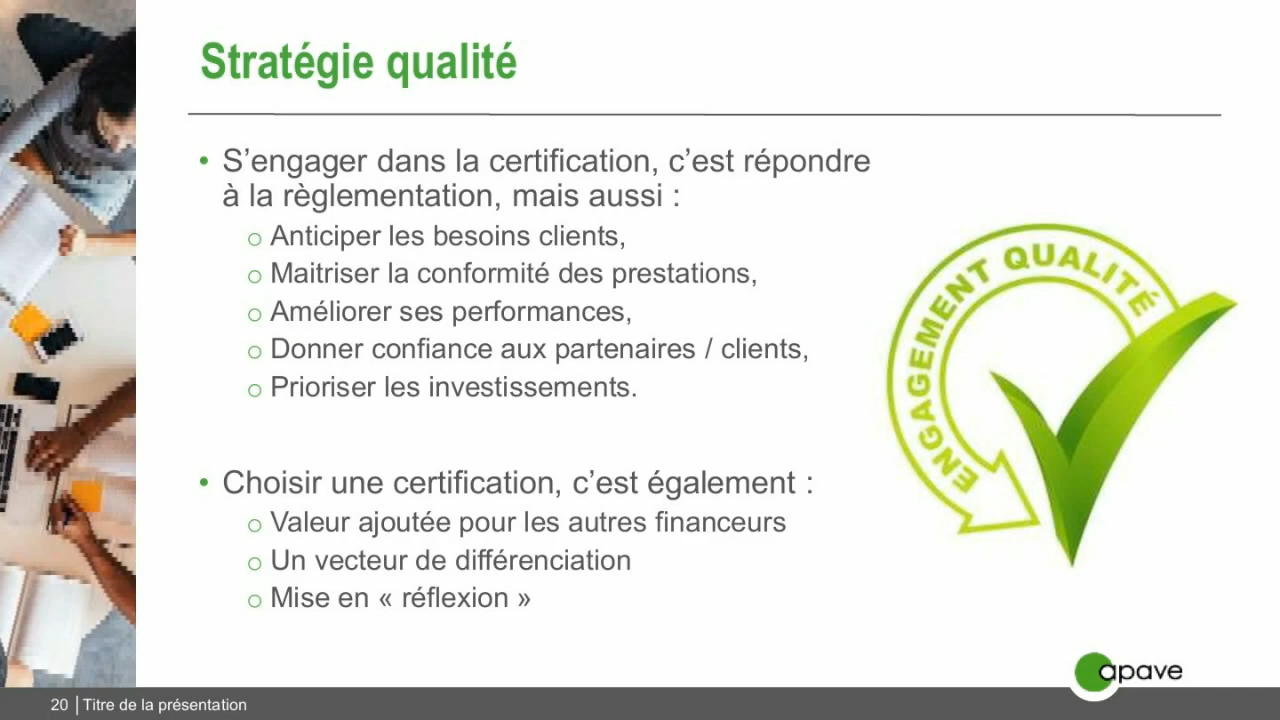 Stratégie qualité
• S’engager dans la certification, c’est répondre
à la règlementation, mais aussi :
o Anticiper les besoins clients,
o Maitriser la conformité des prestations,
o Améliorer ses performances,
o Donner confiance aux partenaires / clients,
o Prioriser les investissements.
ENGAGEMENT QUALITÉ
• Choisir une certification, c’est également :
o Valeur ajoutée pour les autres financeurs
o Un vecteur de différenciation
o Mise en « réflexion »
apave
20 | Titre de la présentation